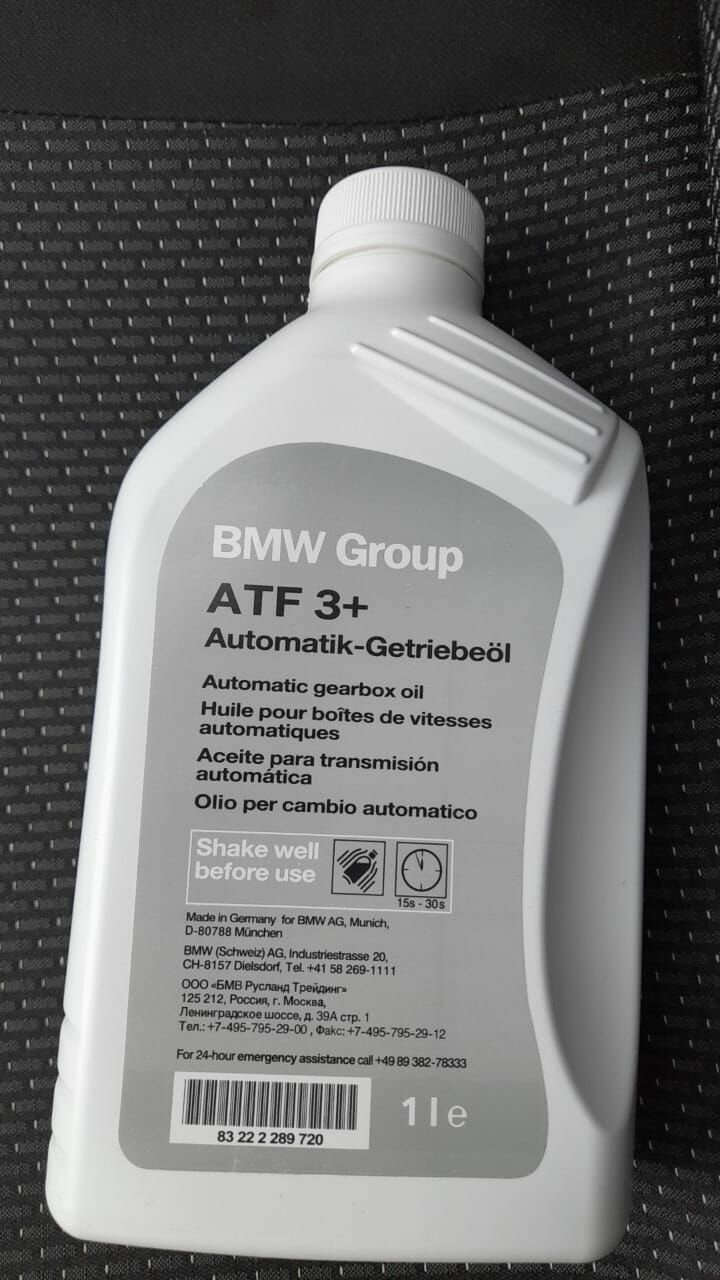 BMW Group
ATF 3+
Automatik-Getriebeöl
Automatic gearbox oil
Huile pour boîtes de vitesses
automatiques
Aceite para transmisión
automática
Olio per cambio automatico
Shake well
before use
15s - 30s
Made in Germany for BMW AG, Munich,
D-80788 München
BMW (Schweiz) AG, Industriestrasse 20,
CH-8157 Dielsdorf, Tel. +41 58 269-1111
ООО «БМВ Русланд Трейдинг»
125 212, Россия, г. Москва,
Ленинградское шоссе, д. 39А стр. 1
Тел.: +7-495-795-29-00 , Факс: +7-495-795-29-12
For 24-hour emergency assistance call +49 89 382-78333
83 22 2 289 720
1 l e